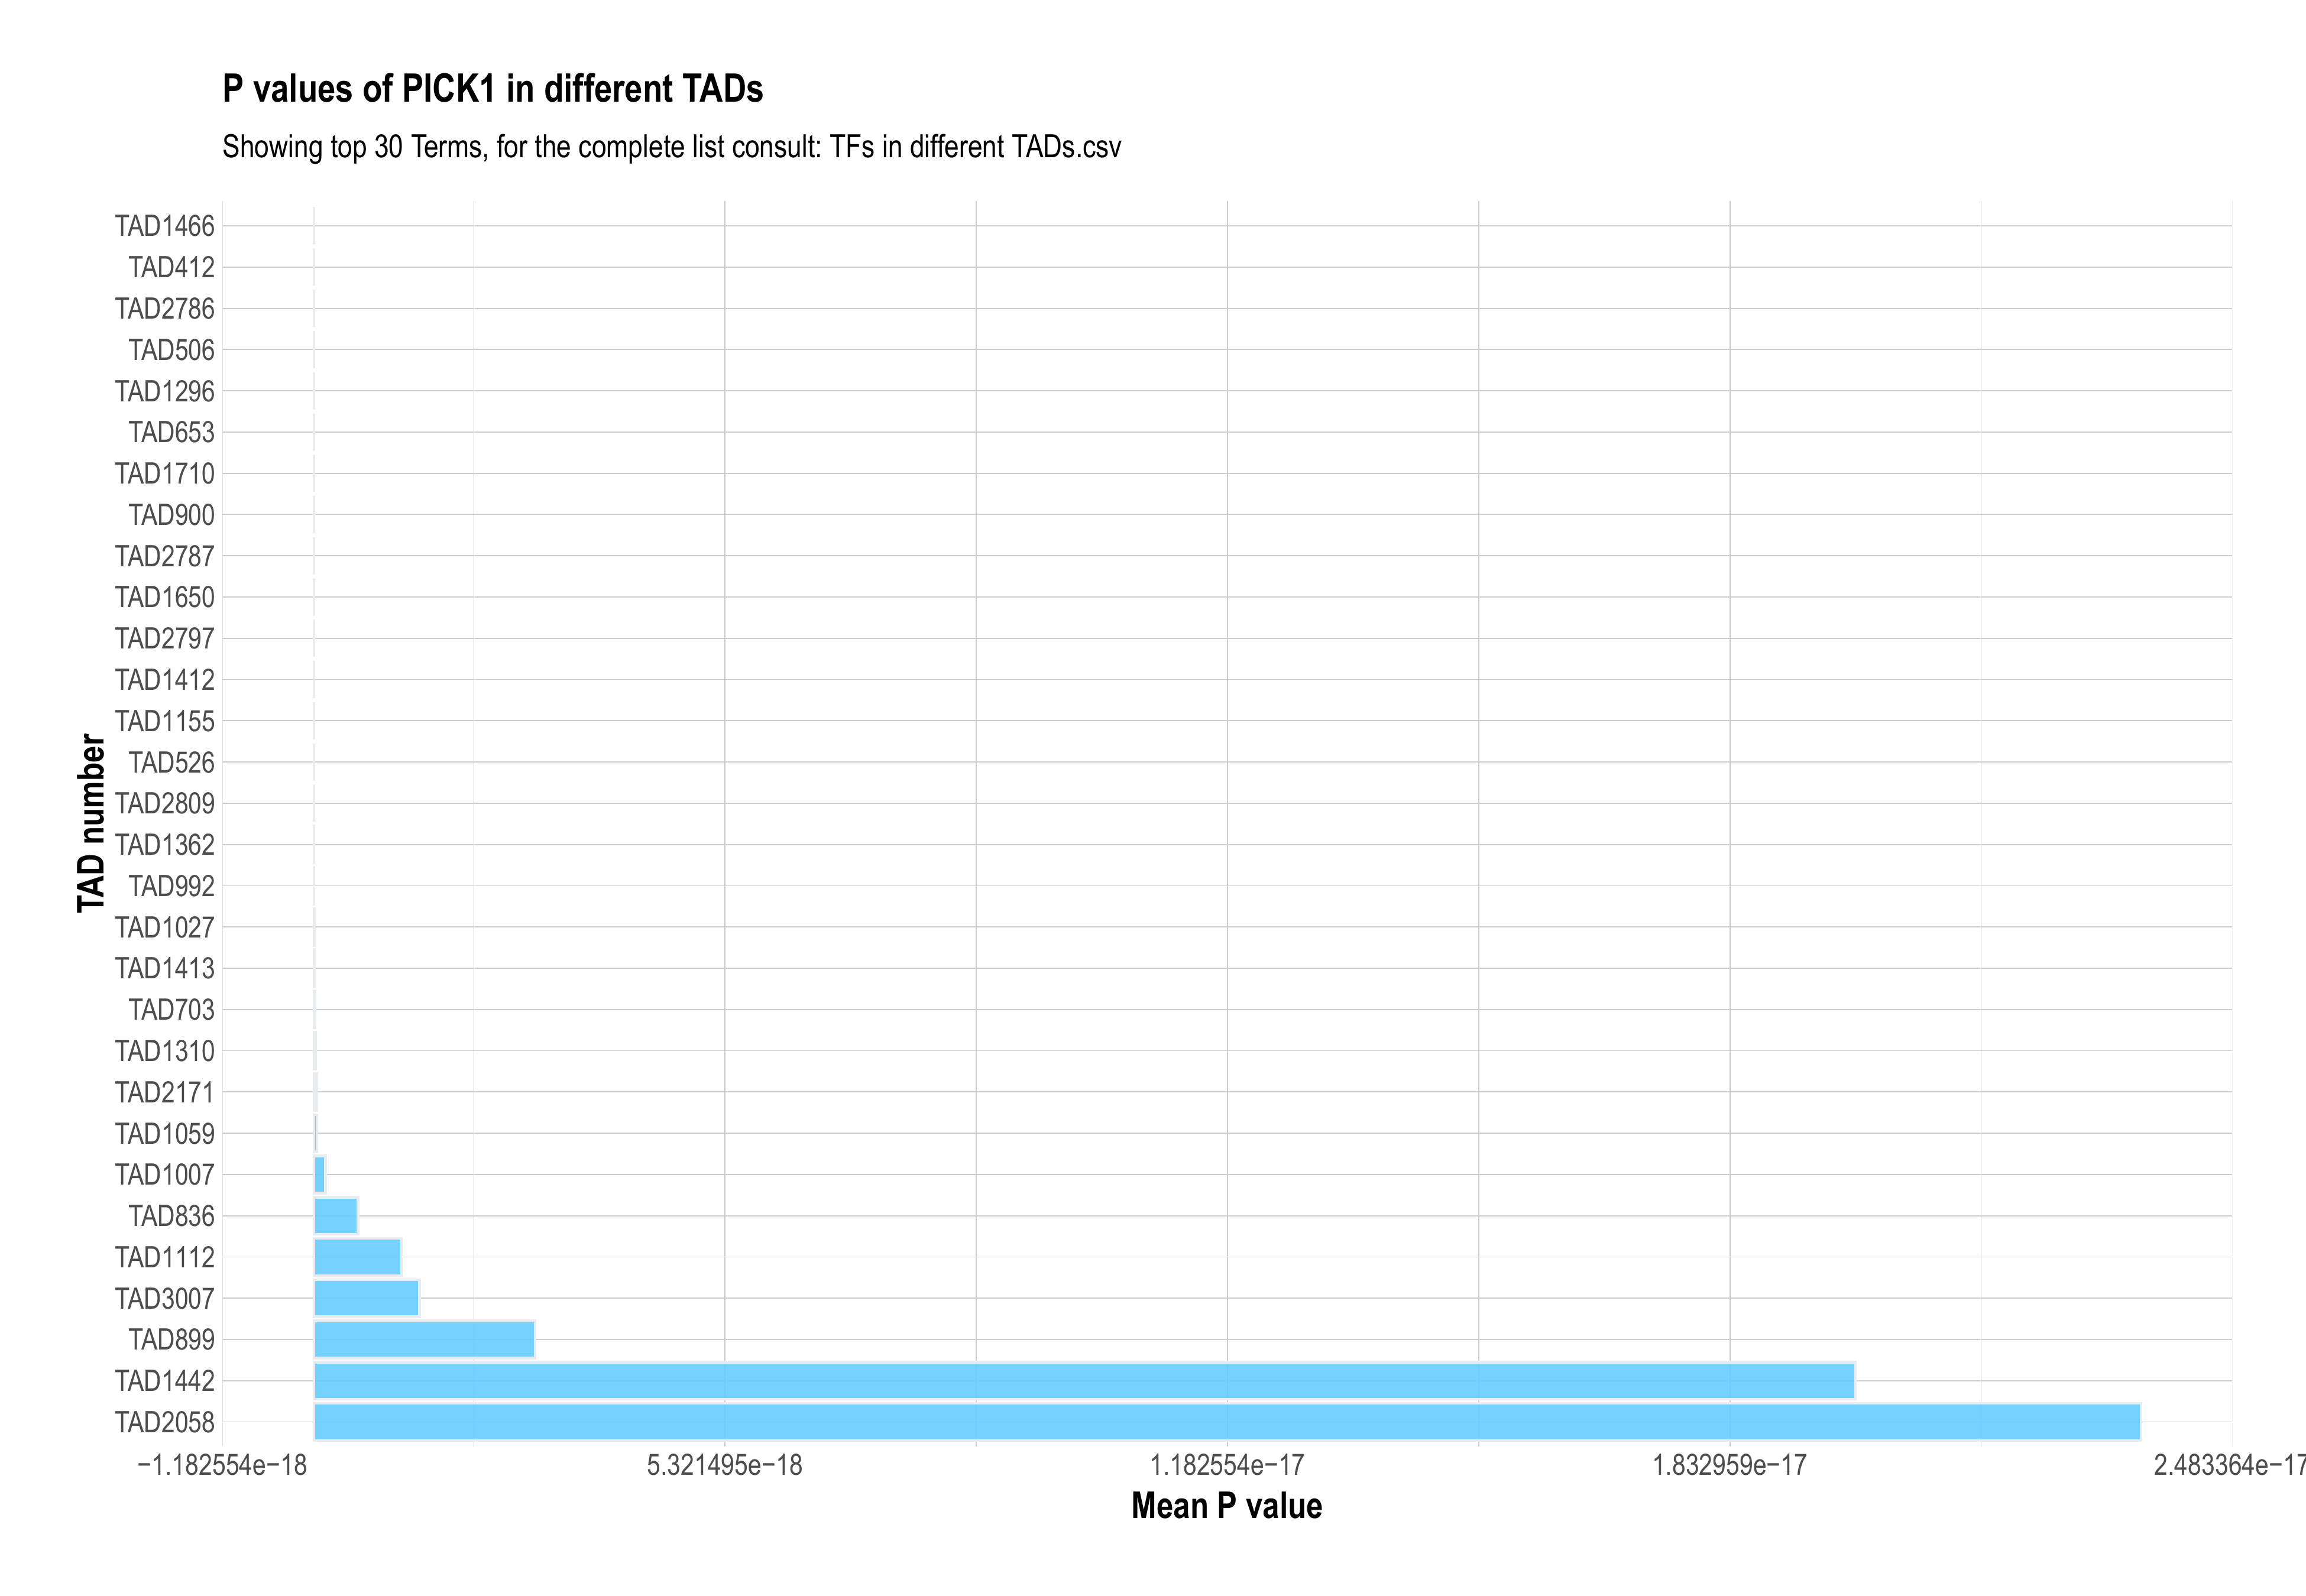 P values of PICK1 in different TADs
Showing top 30 Terms, for the complete list consult: TFs in different TADs.csv
TAD number
TAD1466
TAD412
TAD2786
TAD506
TAD1296
TAD653
TAD1710
TAD900
TAD2787
TAD1650
TAD2797
TAD1412
TAD1155
TAD526
TAD2809
TAD1362
TAD992
TAD1027
TAD1413
TAD703
TAD1310
TAD2171
TAD1059
TAD1007
TAD836
TAD1112
TAD3007
TAD899
TAD1442
TAD2058
−1.182554e−18 5.321495e−18 1.182554e−17 1.832959e−17 2.483364e−17
Mean P value